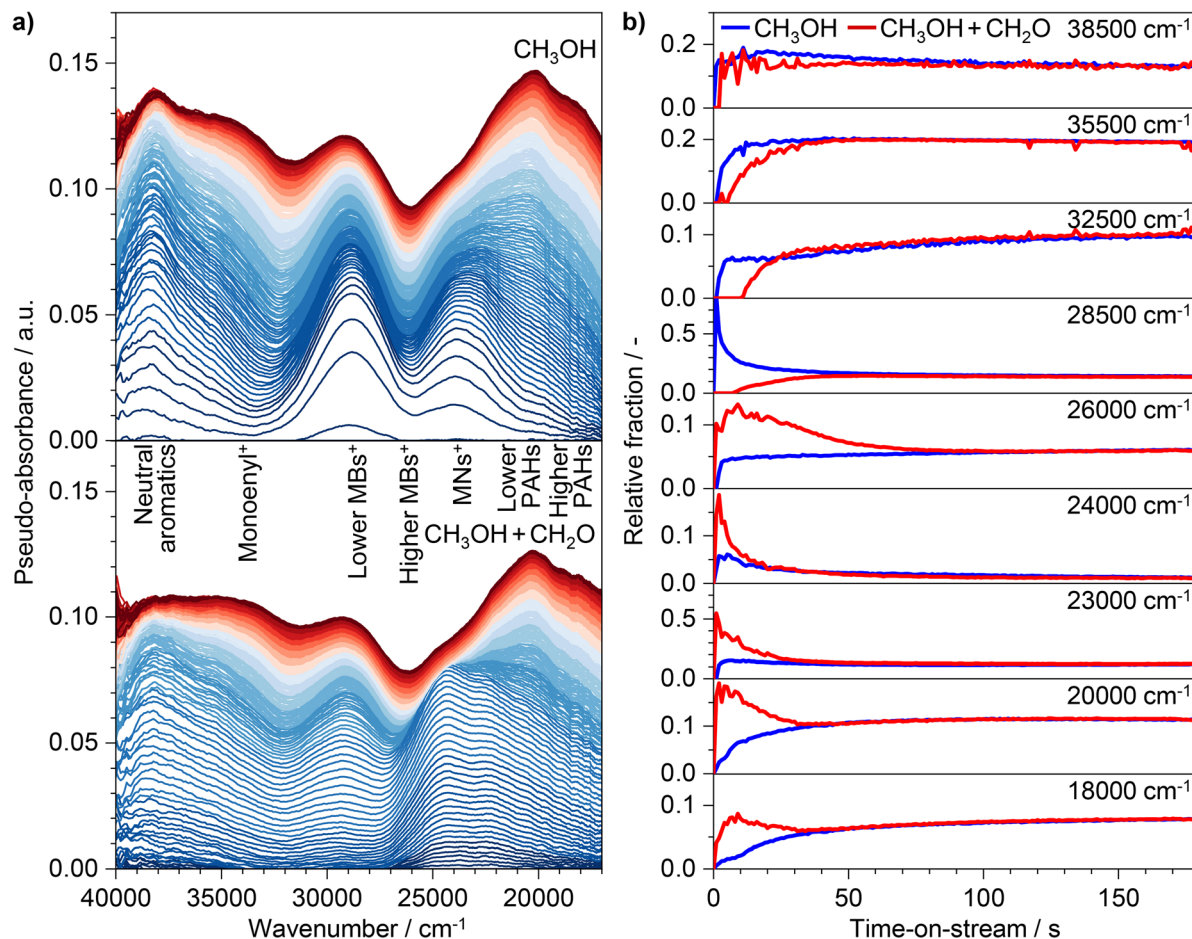 a)
CH₃OH
0.15
0.10
0.05
0.00
Neutral
aromatics
Monoenyl⁺
Lower MBs⁺
Higher MBs⁺
MNs⁺
Lower
PAHs
Higher
PAHs
CH₃OH + CH₂O
0.15
0.10
0.05
0.00
Pseudo-absorbance / a.u.
40000 35000 30000 25000 20000
Wavenumber / cm⁻¹
b)
CH₃OH CH₃OH + CH₂O 38500 cm⁻¹
0.2
0.0
35500 cm⁻¹
0.2
0.0
32500 cm⁻¹
0.1
0.0
28500 cm⁻¹
0.5
0.0
26000 cm⁻¹
0.1
0.0
24000 cm⁻¹
0.1
0.0
23000 cm⁻¹
0.5
0.0
20000 cm⁻¹
0.1
0.0
18000 cm⁻¹
0.1
0.0
Relative fraction / -
0 50 100 150
Time-on-stream / s